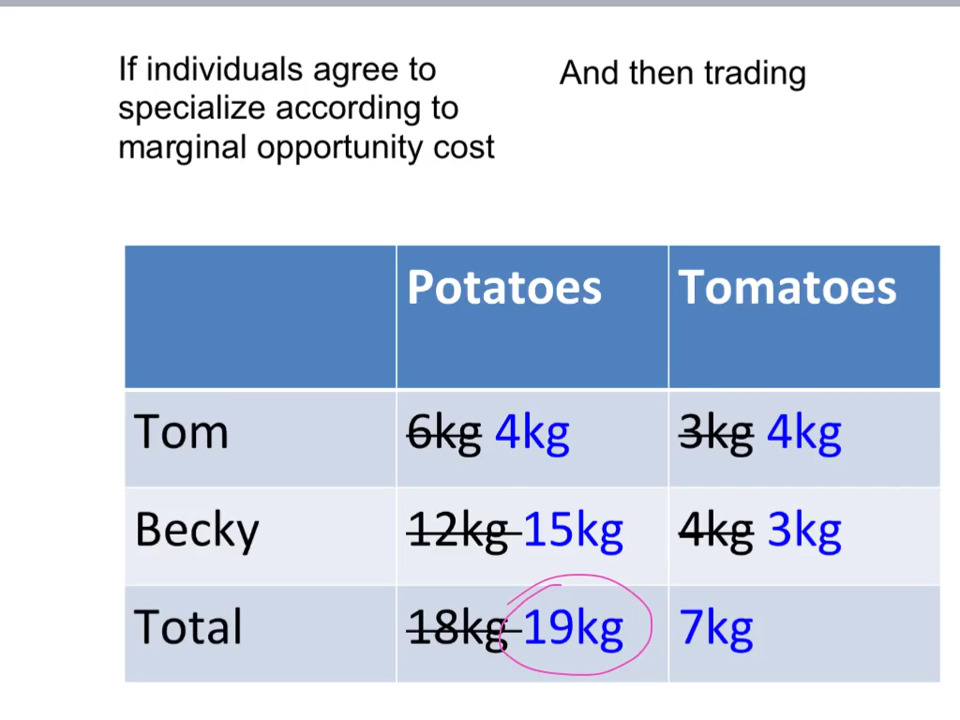 If individuals agree to
specialize according to
marginal opportunity cost
And then trading
Potatoes Tomatoes
Tom 6kg 4kg 3kg 4kg
Becky 12kg 15kg 4kg 3kg
Total 18kg 19kg 7kg